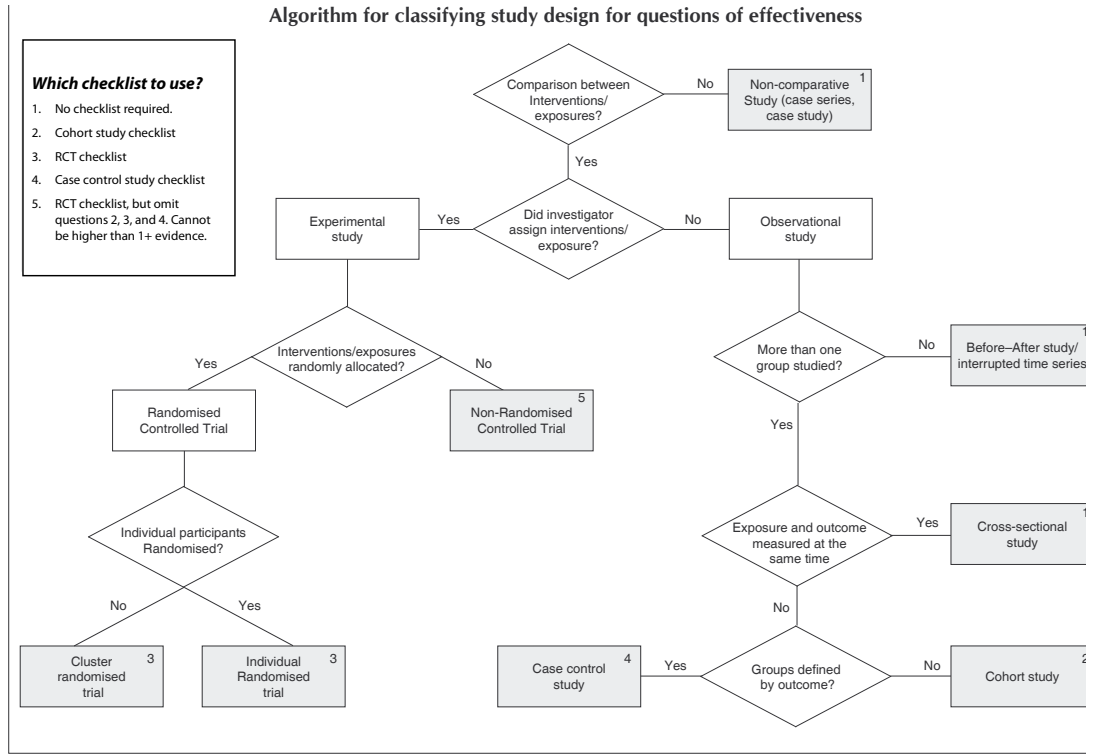 Algorithm for classifying study design for questions of effectiveness
Which checklist to use?
1. No checklist required.
2. Cohort study checklist
3. RCT checklist
4. Case control study checklist
5. RCT checklist, but omit
questions 2, 3, and 4. Cannot
be higher than 1+ evidence.
Comparison between
Interventions/
exposures?
No
1
Non-comparative
Study (case series,
case study)
Yes
Experimental
study
Yes
Did investigator
assign interventions/
exposure?
No
Observational
study
Interventions/exposures
randomly allocated?
Yes
No
More than one
group studied?
No
1
Before–After study/
interrupted time series
Randomised
Controlled Trial
5
Non-Randomised
Controlled Trial
Yes
Individual participants
Randomised?
Exposure and outcome
measured at the
same time
Yes
1
Cross-sectional
study
No
Yes
No
Cluster
randomised
trial
3
Individual
Randomised
trial
3
Case control
study
4
Yes
Groups defined
by outcome?
No
2
Cohort study